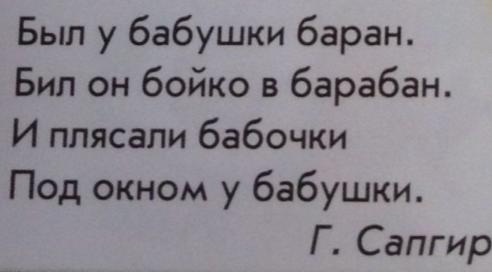 Был у бабушки баран.
Бил он бойко в барабан.
И плясали бабочки
Под окном у бабушки.
Г. Сапгир